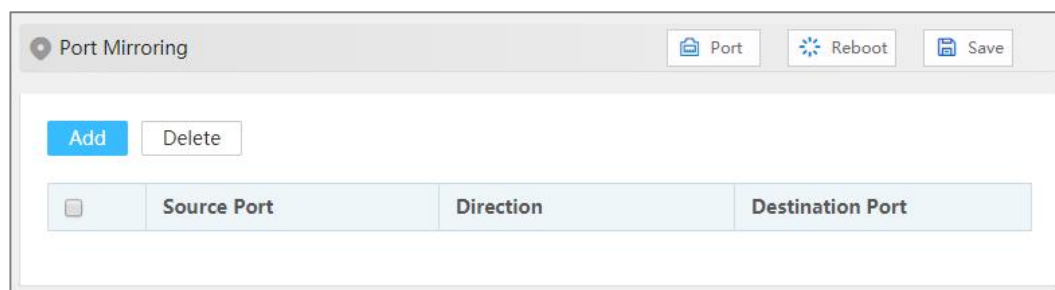 Port Mirroring Port Reboot Save
Add Delete
Source Port Direction Destination Port